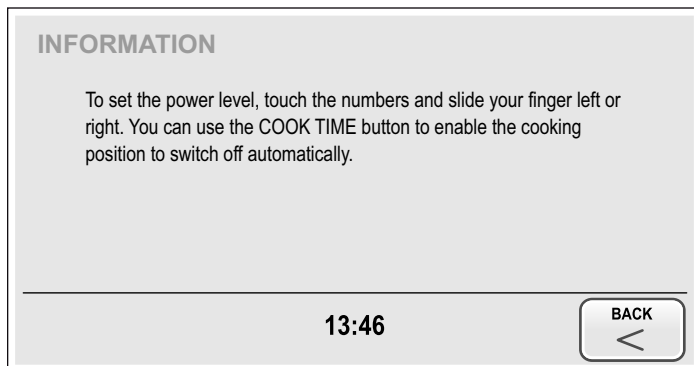 INFORMATION
To set the power level, touch the numbers and slide your finger left or
right. You can use the COOK TIME button to enable the cooking
position to switch off automatically.
13:46
BACK
<